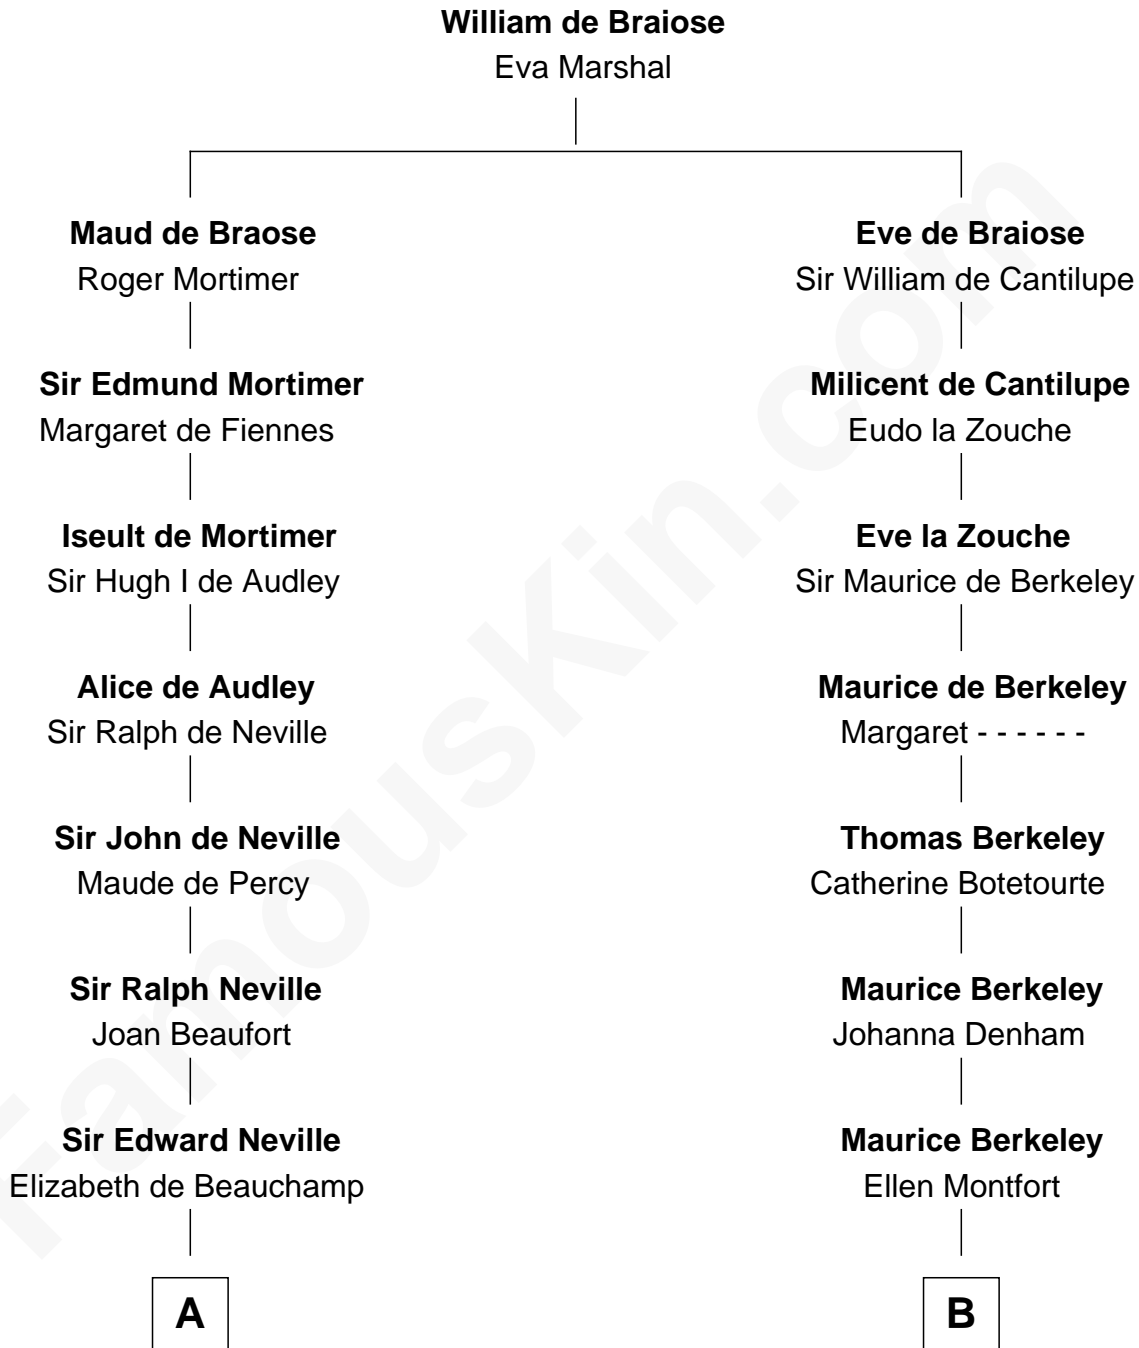 William de Braiose
Eva Marshal
Maud de Braose
Roger Mortimer
Eve de Braiose
Sir William de Cantilupe
Sir Edmund Mortimer
Margaret de Fiennes
Milicent de Cantilupe
Eudo la Zouche
Iseult de Mortimer
Sir Hugh I de Audley
Eve la Zouche
Sir Maurice de Berkeley
Alice de Audley
Sir Ralph de Neville
Maurice de Berkeley
Margaret - - - - - -
Sir John de Neville
Maude de Percy
Thomas Berkeley
Catherine Botetourte
Sir Ralph Neville
Joan Beaufort
Maurice Berkeley
Johanna Denham
Sir Edward Neville
Elizabeth de Beauchamp
Maurice Berkeley
Ellen Montfort
A
B
FamousKin.com